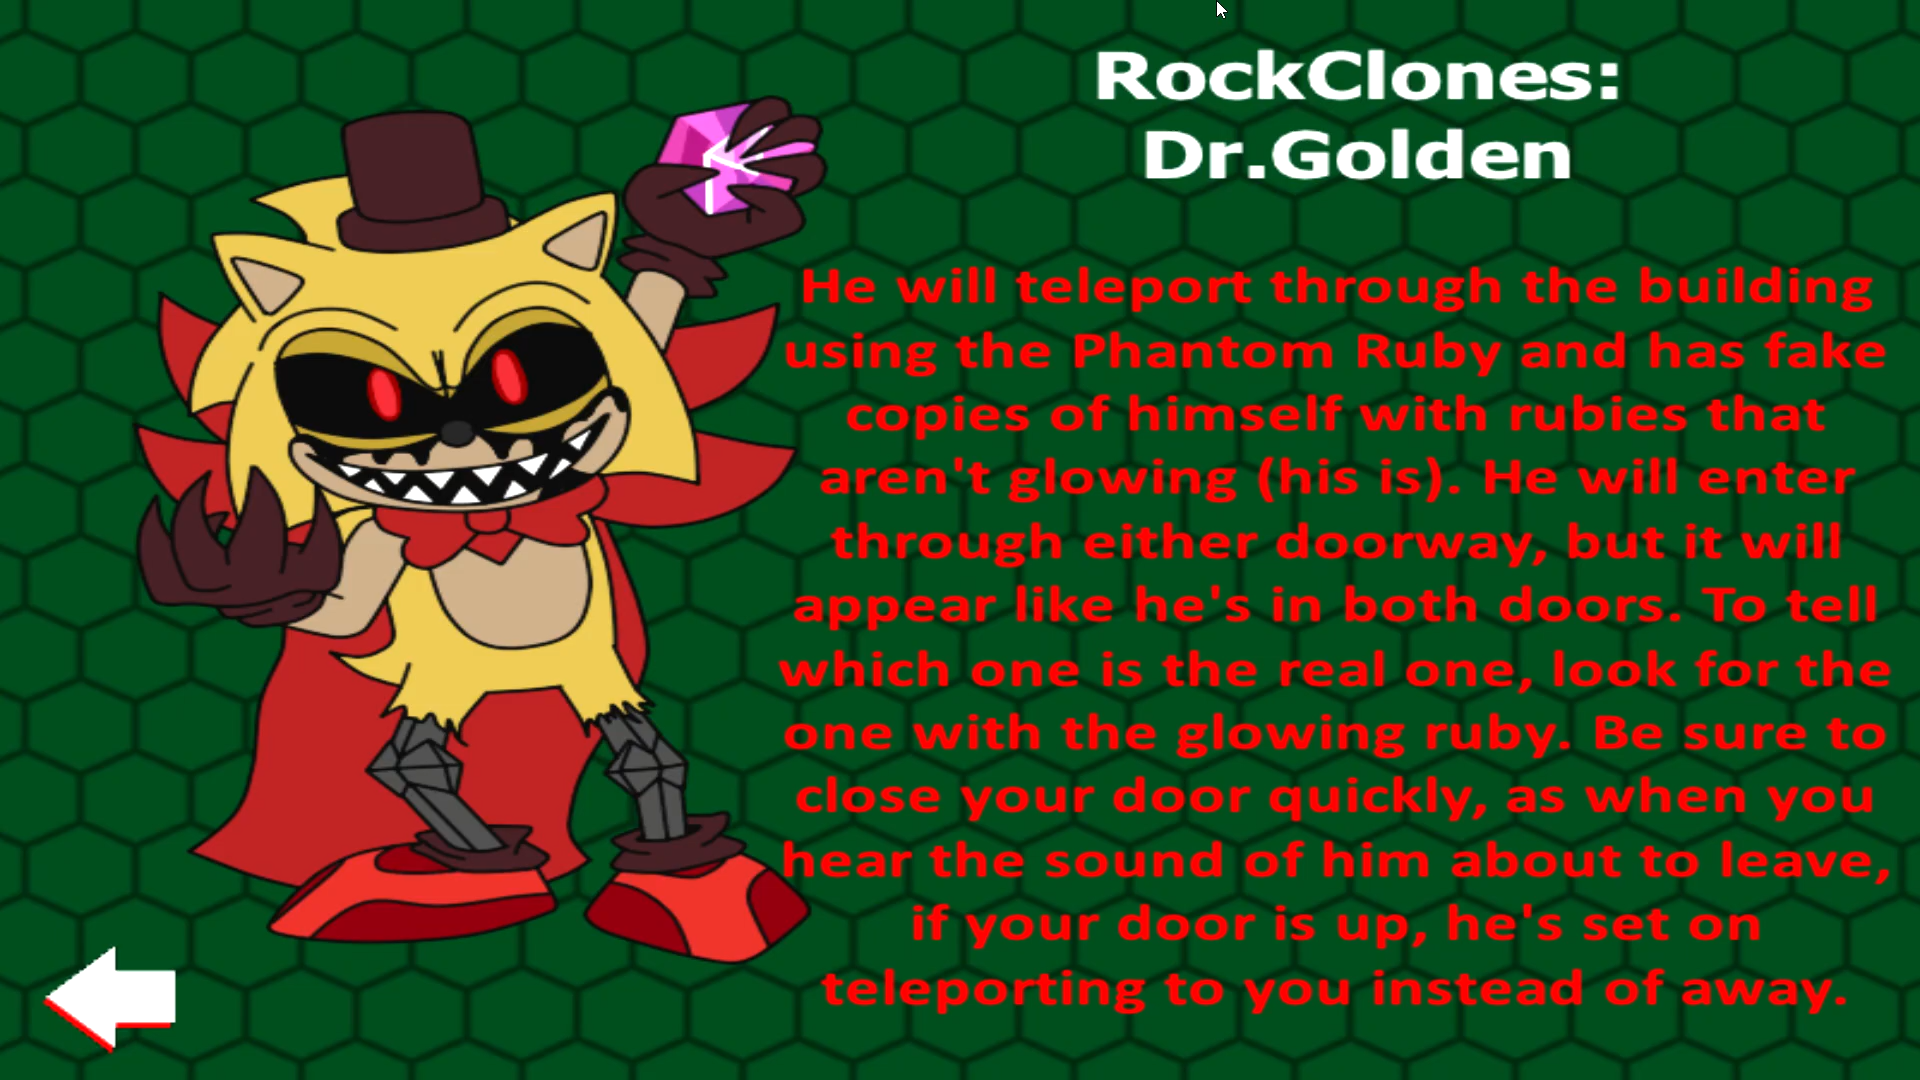 RockClones:
Dr.Golden
He will teleport through the building
using the Phantom Ruby and has fake
copies of himself with rubies that
aren't glowing (his is). He will enter
through either doorway, but it will
appear like he's in both doors. To tell
which one is the real one, look for the
one with the glowing ruby. Be sure to
close your door quickly, as when you
hear the sound of him about to leave,
if your door is up, he's set on
teleporting to you instead of away.